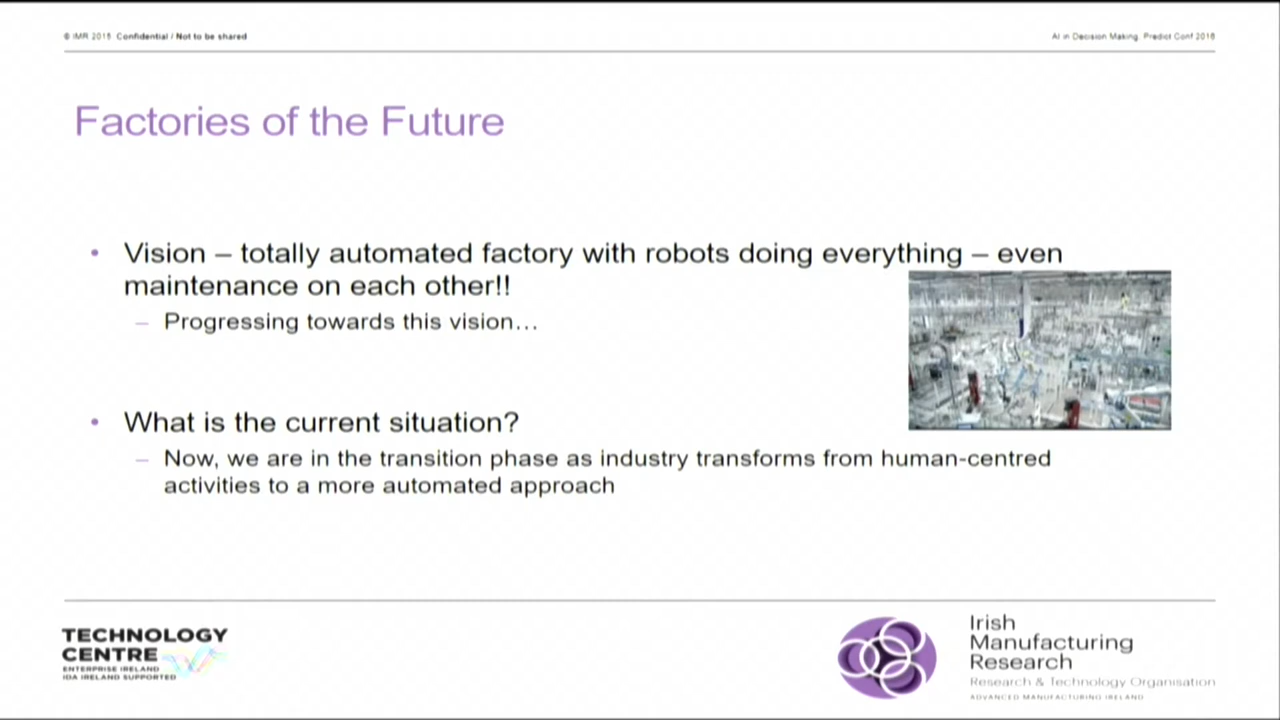 © IMR 2018 Confidential / Not to be shared
AI in Decision Making Predict Conf 2018
Factories of the Future
• Vision – totally automated factory with robots doing everything – even
maintenance on each other!!
– Progressing towards this vision...
• What is the current situation?
– Now, we are in the transition phase as industry transforms from human-centred
activities to a more automated approach
TECHNOLOGY
CENTRE
ENTERPRISE IRELAND
IDA IRELAND SUPPORTED
Irish
Manufacturing
Research
Research & Technology Organisation
ADVANCED MANUFACTURING IRELAND